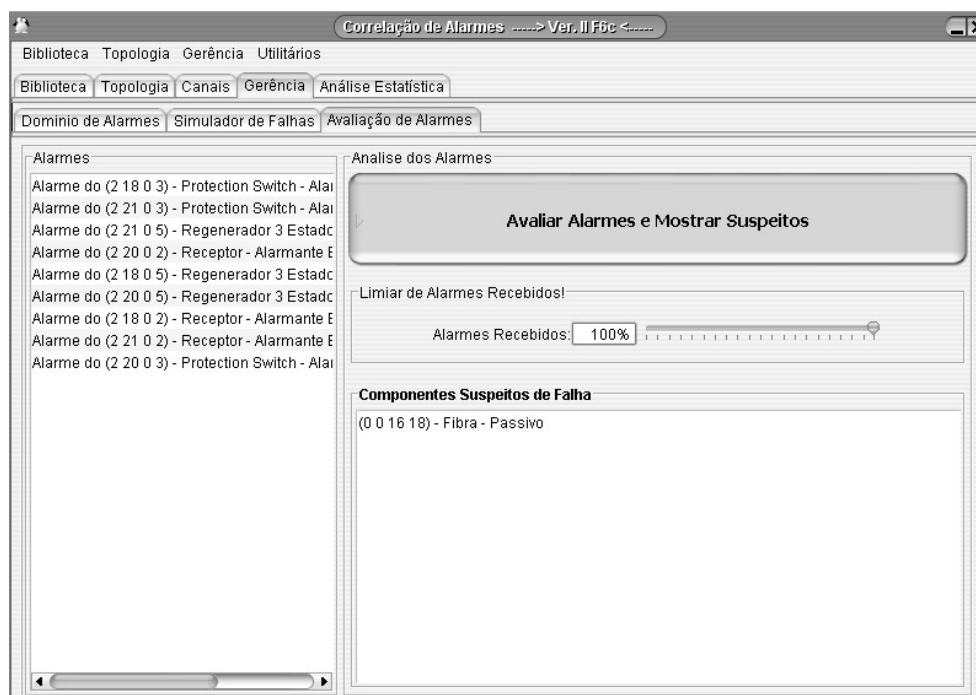 Correlação de Alarmes -----> Ver. II F6c <-----
Biblioteca Topologia Gerência Utilitários
Biblioteca Topologia Canais Gerência Análise Estatística
Dominio de Alarmes Simulador de Falhas Avaliação de Alarmes
Alarmes
Alarme do (2 18 0 3) - Protection Switch - Alar
Alarme do (2 21 0 3) - Protection Switch - Alar
Alarme do (2 21 0 5) - Regenerador 3 Estado
Alarme do (2 20 0 2) - Receptor - Alarmante E
Alarme do (2 18 0 5) - Regenerador 3 Estado
Alarme do (2 20 0 5) - Regenerador 3 Estado
Alarme do (2 18 0 2) - Receptor - Alarmante E
Alarme do (2 21 0 2) - Receptor - Alarmante E
Alarme do (2 20 0 3) - Protection Switch - Alar
Analise dos Alarmes
Avaliar Alarmes e Mostrar Suspeitos
Limiar de Alarmes Recebidos!
Alarmes Recebidos: 100%
Componentes Suspeitos de Falha
(0 0 16 18) - Fibra - Passivo